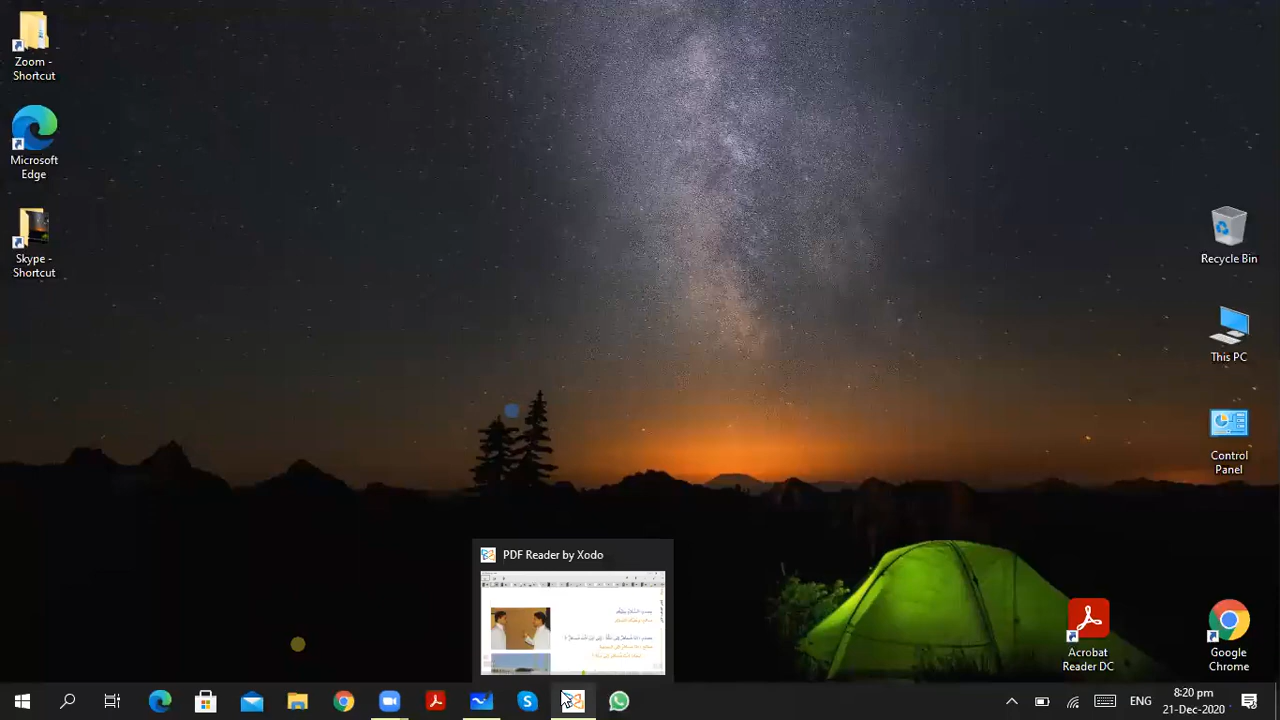 Zoom -
Shortcut
Microsoft
Edge
Skype -
Shortcut
Recycle Bin
This PC
Control
Panel
Acrobat
Reader DC
Google
Chrome
PDF Reader by Xodo
ENG
8:20 pm
21-Dec-2020